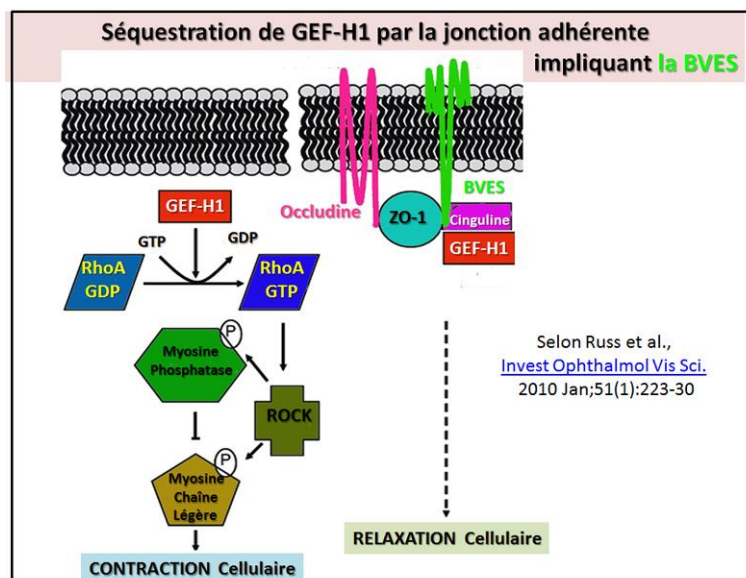 Séquestration de GEF-H1 par la jonction adhérente
impliquant la BVES
GEF-H1
GTP
GDP
RhoA
GDP
RhoA
GTP
P
Myosine
Phosphatase
ROCK
P
Myosine
Chaîne
Légère
CONTRACTION Cellulaire
Occludine
BVES
ZO-1
Cinguline
GEF-H1
RELAXATION Cellulaire
Selon Russ et al.,
Invest Ophthalmol Vis Sci.
2010 Jan;51(1):223-30